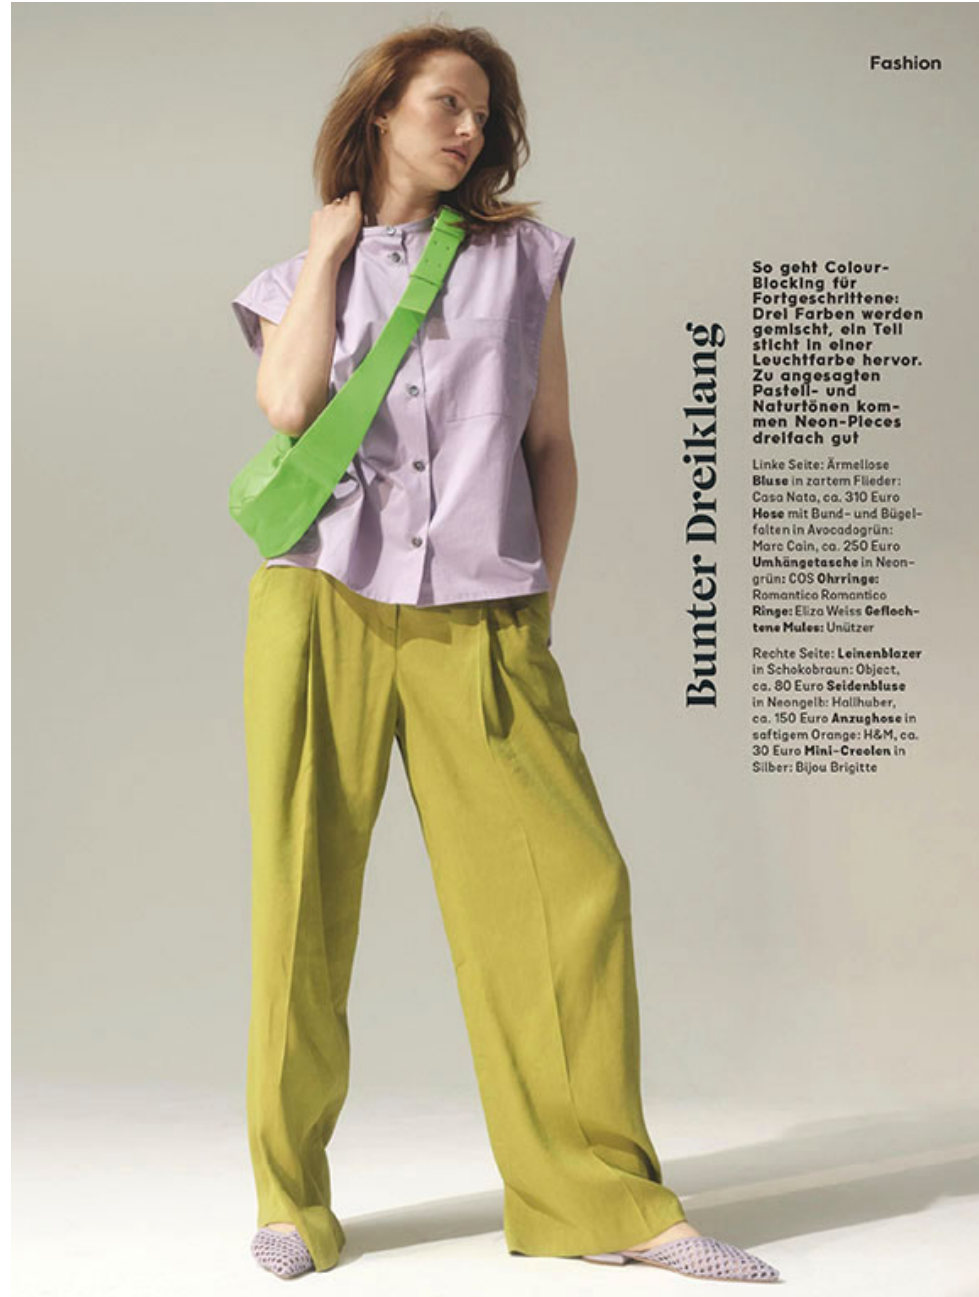 Fashion
Bunter Dreiklang
So geht Colour-
Blocking für
Fortgeschrittene:
Drei Farben werden
gemischt, ein Teil
sticht in einer
Leuchtfarbe hervor.
Zu angesagten
Pastell- und
Naturtönen kom-
men Neon-Pieces
dreifach gut
Linke Seite: Ärmellose
Bluse in zartem Flieder:
Casa Nata, ca. 310 Euro
Hose mit Bund- und Bügel-
falten in Avocadogrün:
Marc Cain, ca. 250 Euro
Umhängetasche in Neon-
grün: COS Ohrringe:
Romantico Romantico
Ringe: Eliza Weiss Gefloch-
tene Mules: Unützer
Rechte Seite: Leinenblazer
in Schokobraun: Object,
ca. 80 Euro Seidenbluse
in Neongelb: Hallhuber,
ca. 150 Euro Anzughose in
saftigem Orange: H&M, ca.
30 Euro Mini-Creolen in
Silber: Bijou Brigitte